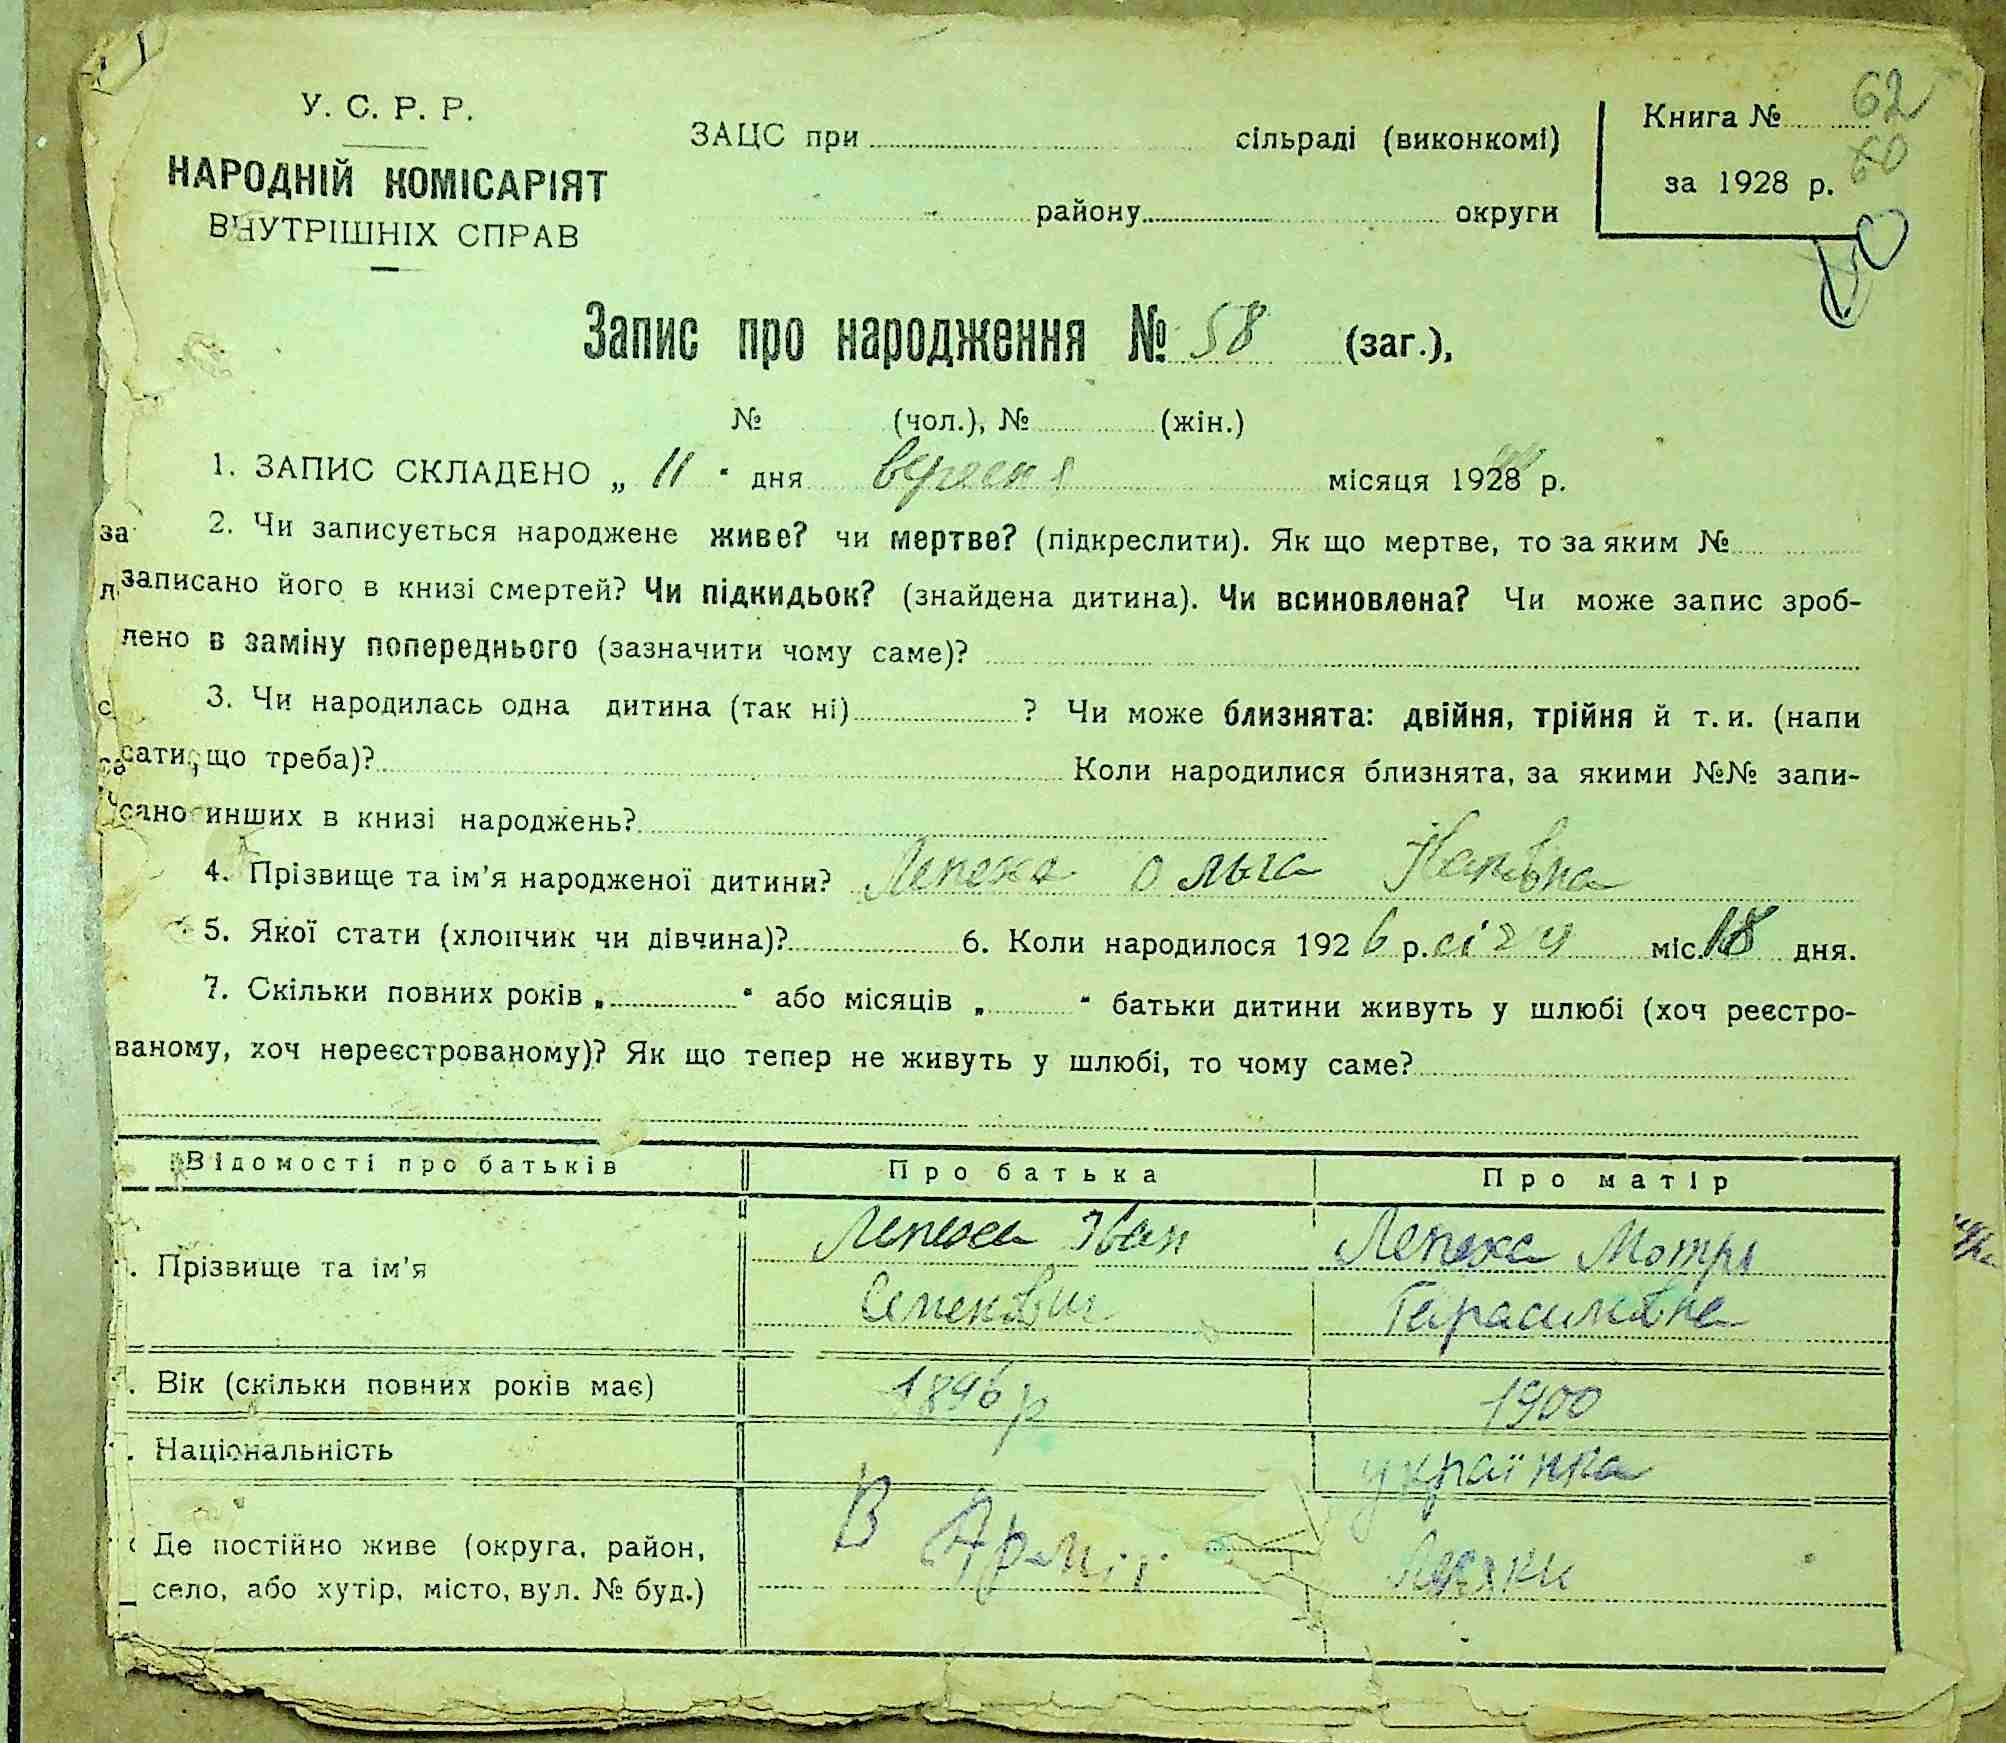 У. С. Р. Р.
НАРОДНІЙ КОМІСАРІЯТ
ВНУТРІШНІХ СПРАВ
ЗАЦС при сільраді (виконкомі)
району округи
Книга № 62
60
за 1928 р.
Запис про народження № 58 (заг.),
№ (чол.), № (жін.)
1. ЗАПИС СКЛАДЕНО „ 11 " дня вересня місяця 1928 р.
за 2. Чи записується народжене живе? чи мертве? (підкреслити). Як що мертве, то за яким №
записано його в книзі смертей? Чи підкидьок? (знайдена дитина). Чи всиновлена? Чи може запис зроб-
лено в заміну попереднього (зазначити чому саме)?
3. Чи народилась одна дитина (так ні) ? Чи може близнята: двійня, трійня й т. и. (напи
сати, що треба)? Коли народилися близнята, за якими №№ запи-
сано инших в книзі народжень?
4. Прізвище та ім'я народженої дитини? Лепеха Ольга
5. Якої стати (хлопчик чи дівчина)? 6. Коли народилося 1926 р. січ міс. 18 дня.
7. Скільки повних років „ " або місяців „ " батьки дитини живуть у шлюбі (хоч реєстро-
ваному, хоч нереєстрованому)? Як що тепер не живуть у шлюбі, то чому саме?
Відомості про батьків Про батька Про матір
Прізвище та ім'я Лепеха Іван Лепеха Мотря
Семенович Герасимовна
Вік (скільки повних років має) 1896 р 1900
Національність українка
Де постійно живе (округа, район, В Армії
село, або хутір, місто, вул. № буд.)